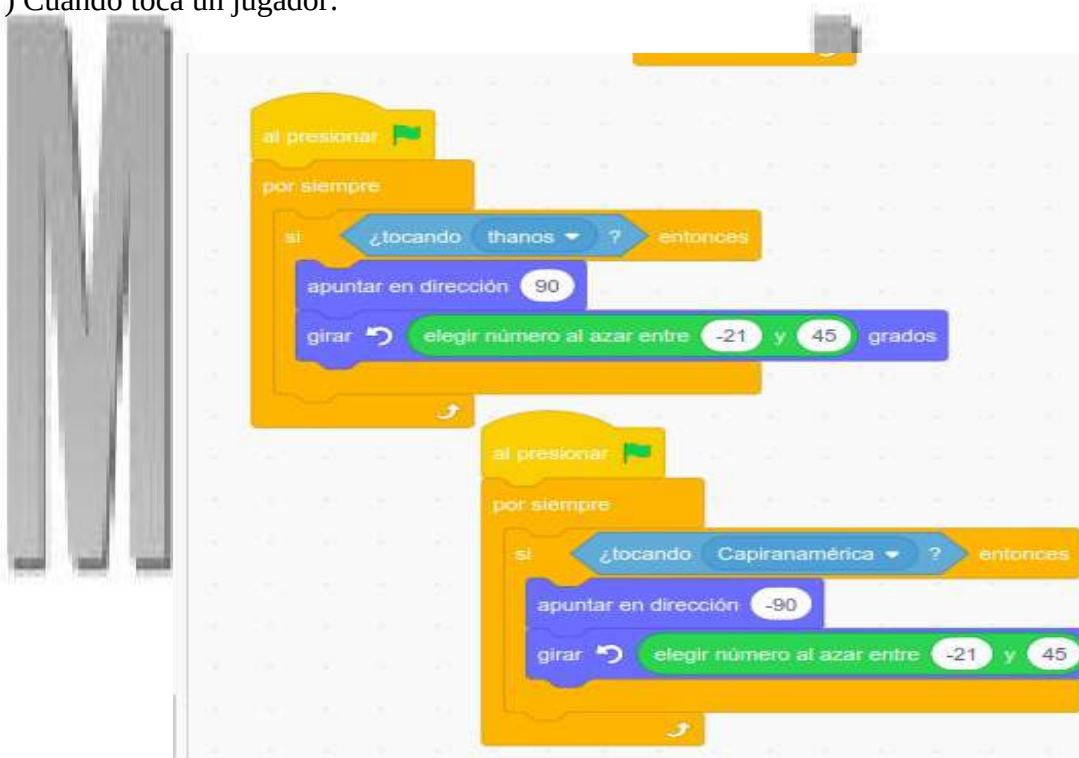 ) Cuando toca un jugador:
al presionar
por siempre
si ¿tocando thanos ? entonces
apuntar en dirección 90
girar elegir número al azar entre -21 y 45 grados
al presionar
por siempre
si ¿tocando Capiranamérica ? entonces
apuntar en dirección -90
girar elegir número al azar entre -21 y 45